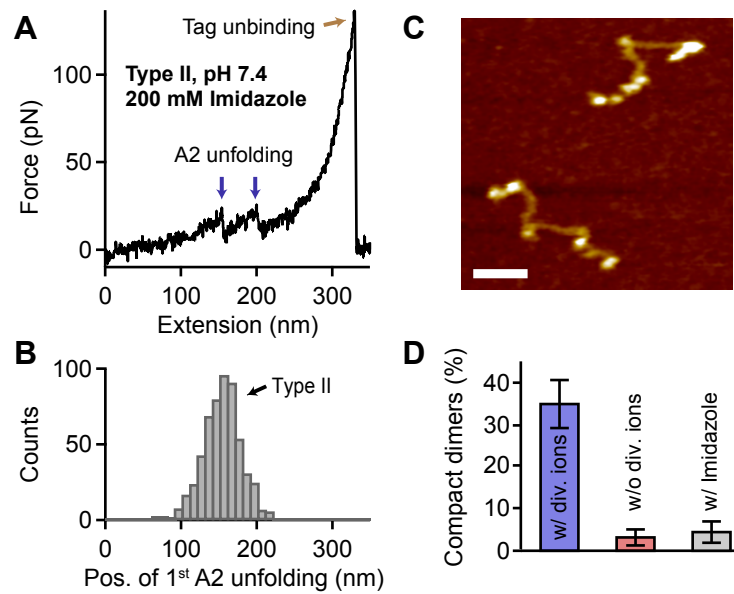 A
Tag unbinding
Type II, pH 7.4
200 mM Imidazole
A2 unfolding
Force (pN)
100
50
0
0 100 200 300
Extension (nm)
B
Type II
Counts
100
50
0
0 100 200 300
Pos. of 1st A2 unfolding (nm)
C
D
Compact dimers (%)
40
30
20
10
0
w/ div. ions
w/o div. ions
w/ Imidazole